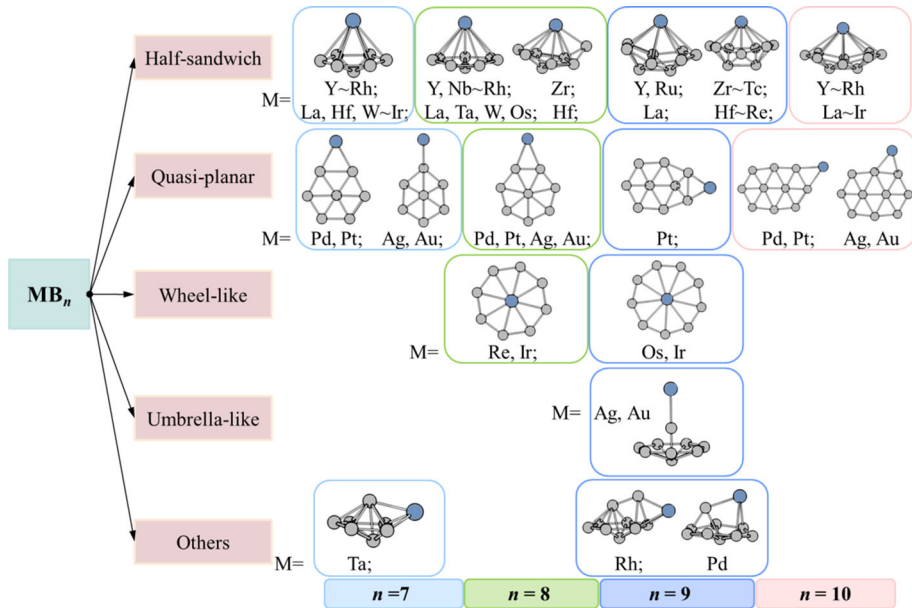 Half-sandwich
Y~Rh; Y, Nb~Rh; Zr; Y, Ru; Zr~Tc; Y~Rh
M= La, Hf, W~Ir; La, Ta, W, Os; Hf; La; Hf~Re; La~Ir
Quasi-planar
M= Pd, Pt; Ag, Au; Pd, Pt, Ag, Au; Pt; Pd, Pt; Ag, Au
MBn
Wheel-like
M= Re, Ir; Os, Ir
Umbrella-like
M= Ag, Au
Others
M= Ta; Rh; Pd
n =7 n = 8 n = 9 n = 10